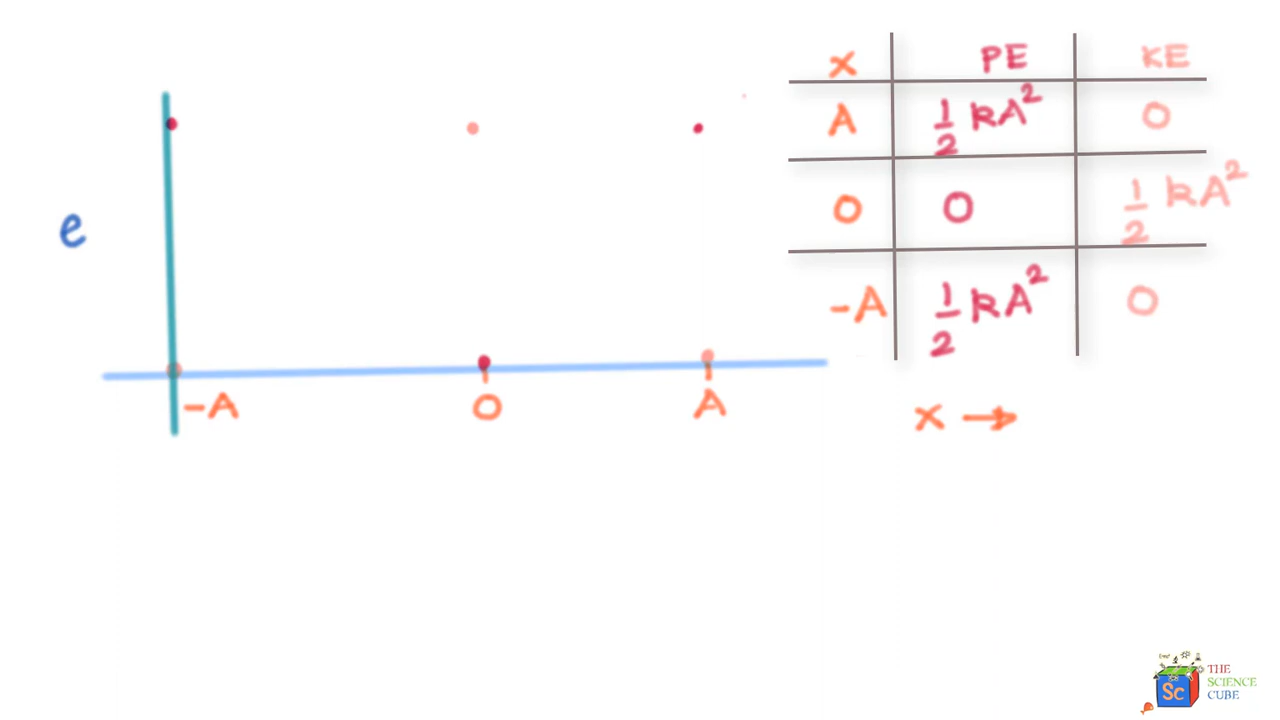 x PE KE
A 1/2 kA² 0
0 0 1/2 kA²
-A 1/2 kA² 0
e
-A 0 A
x →
Sc
THE
SCIENCE
CUBE